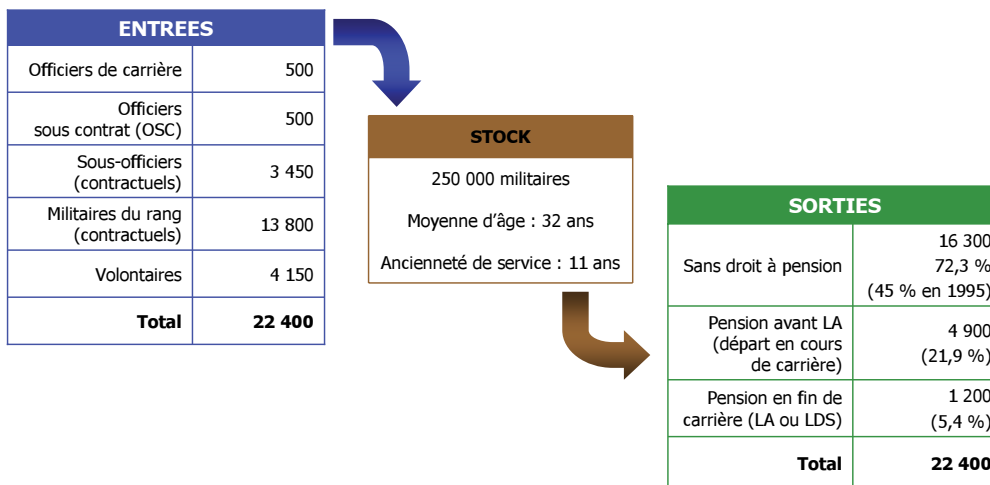 ENTREES
Officiers de carrière 500
Officiers
sous contrat (OSC) 500
Sous-officiers
(contractuels) 3 450
Militaires du rang
(contractuels) 13 800
Volontaires 4 150
Total 22 400
STOCK
250 000 militaires
Moyenne d’âge : 32 ans
Ancienneté de service : 11 ans
SORTIES
Sans droit à pension
16 300
72,3 %
(45 % en 1995)
Pension avant LA
(départ en cours
de carrière)
4 900
(21,9 %)
Pension en fin de
carrière (LA ou LDS)
1 200
(5,4 %)
Total 22 400